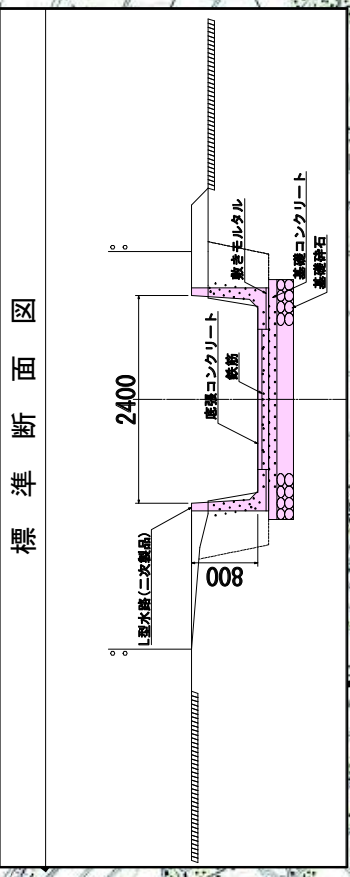 標準断面図
2400
L型水路(二次製品)
800
底張コンクリート
鉄筋
敷きモルタル
基礎コンクリート
基礎砕石